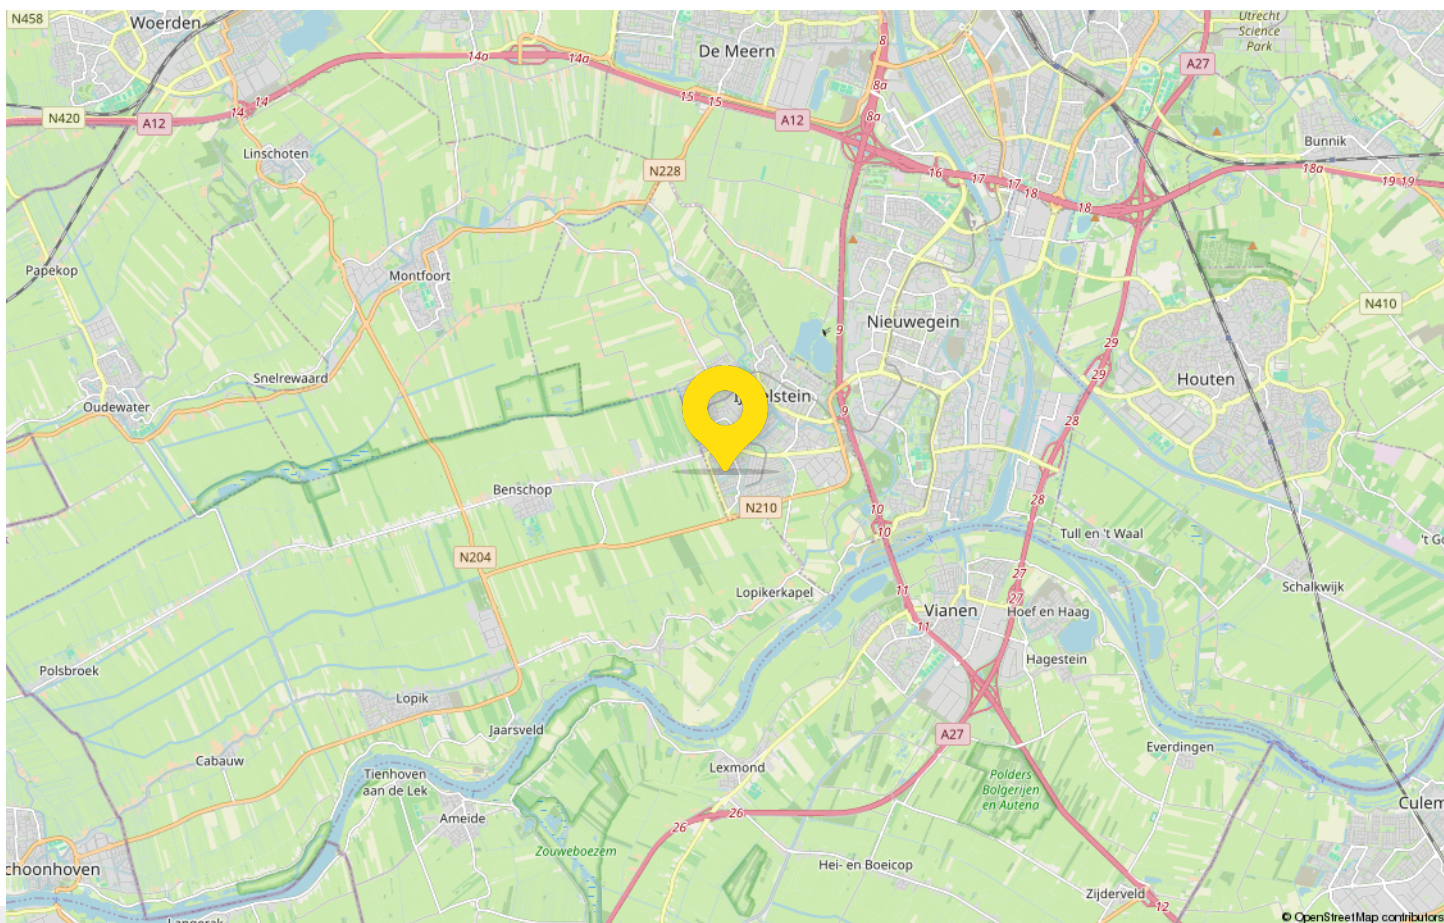 N458
Woerden
Utrecht
Science
Park
De Meern
8
14a
14a
A27
8a
15
15
14
14
N420
A12
A12
8a
Bunnik
Linschoten
N228
16
17
17
18
18
18a
19
19
Papekop
Montfoort
N410
Nieuwegein
9
29
Snelrewaard
29
Houten
Oudewater
elstein
9
28
Benschop
28
N210
10
10
Tull en 't Waal
N204
27
Schalkwijk
11
Lopikerkapel
27
Vianen
Hoef en Haag
11
Polsbroek
Hagestein
Lopik
Jaarsveld
A27
Everdingen
Cabauw
Lexmond
Tienhoven
aan de Lek
Polders
Bolgerijen
en Autena
Culem
Ameide
26
26
Zouweboezem
choonhoven
Hei- en Boeicop
Zijderveld
12
Langerak
© OpenStreetMap contributors